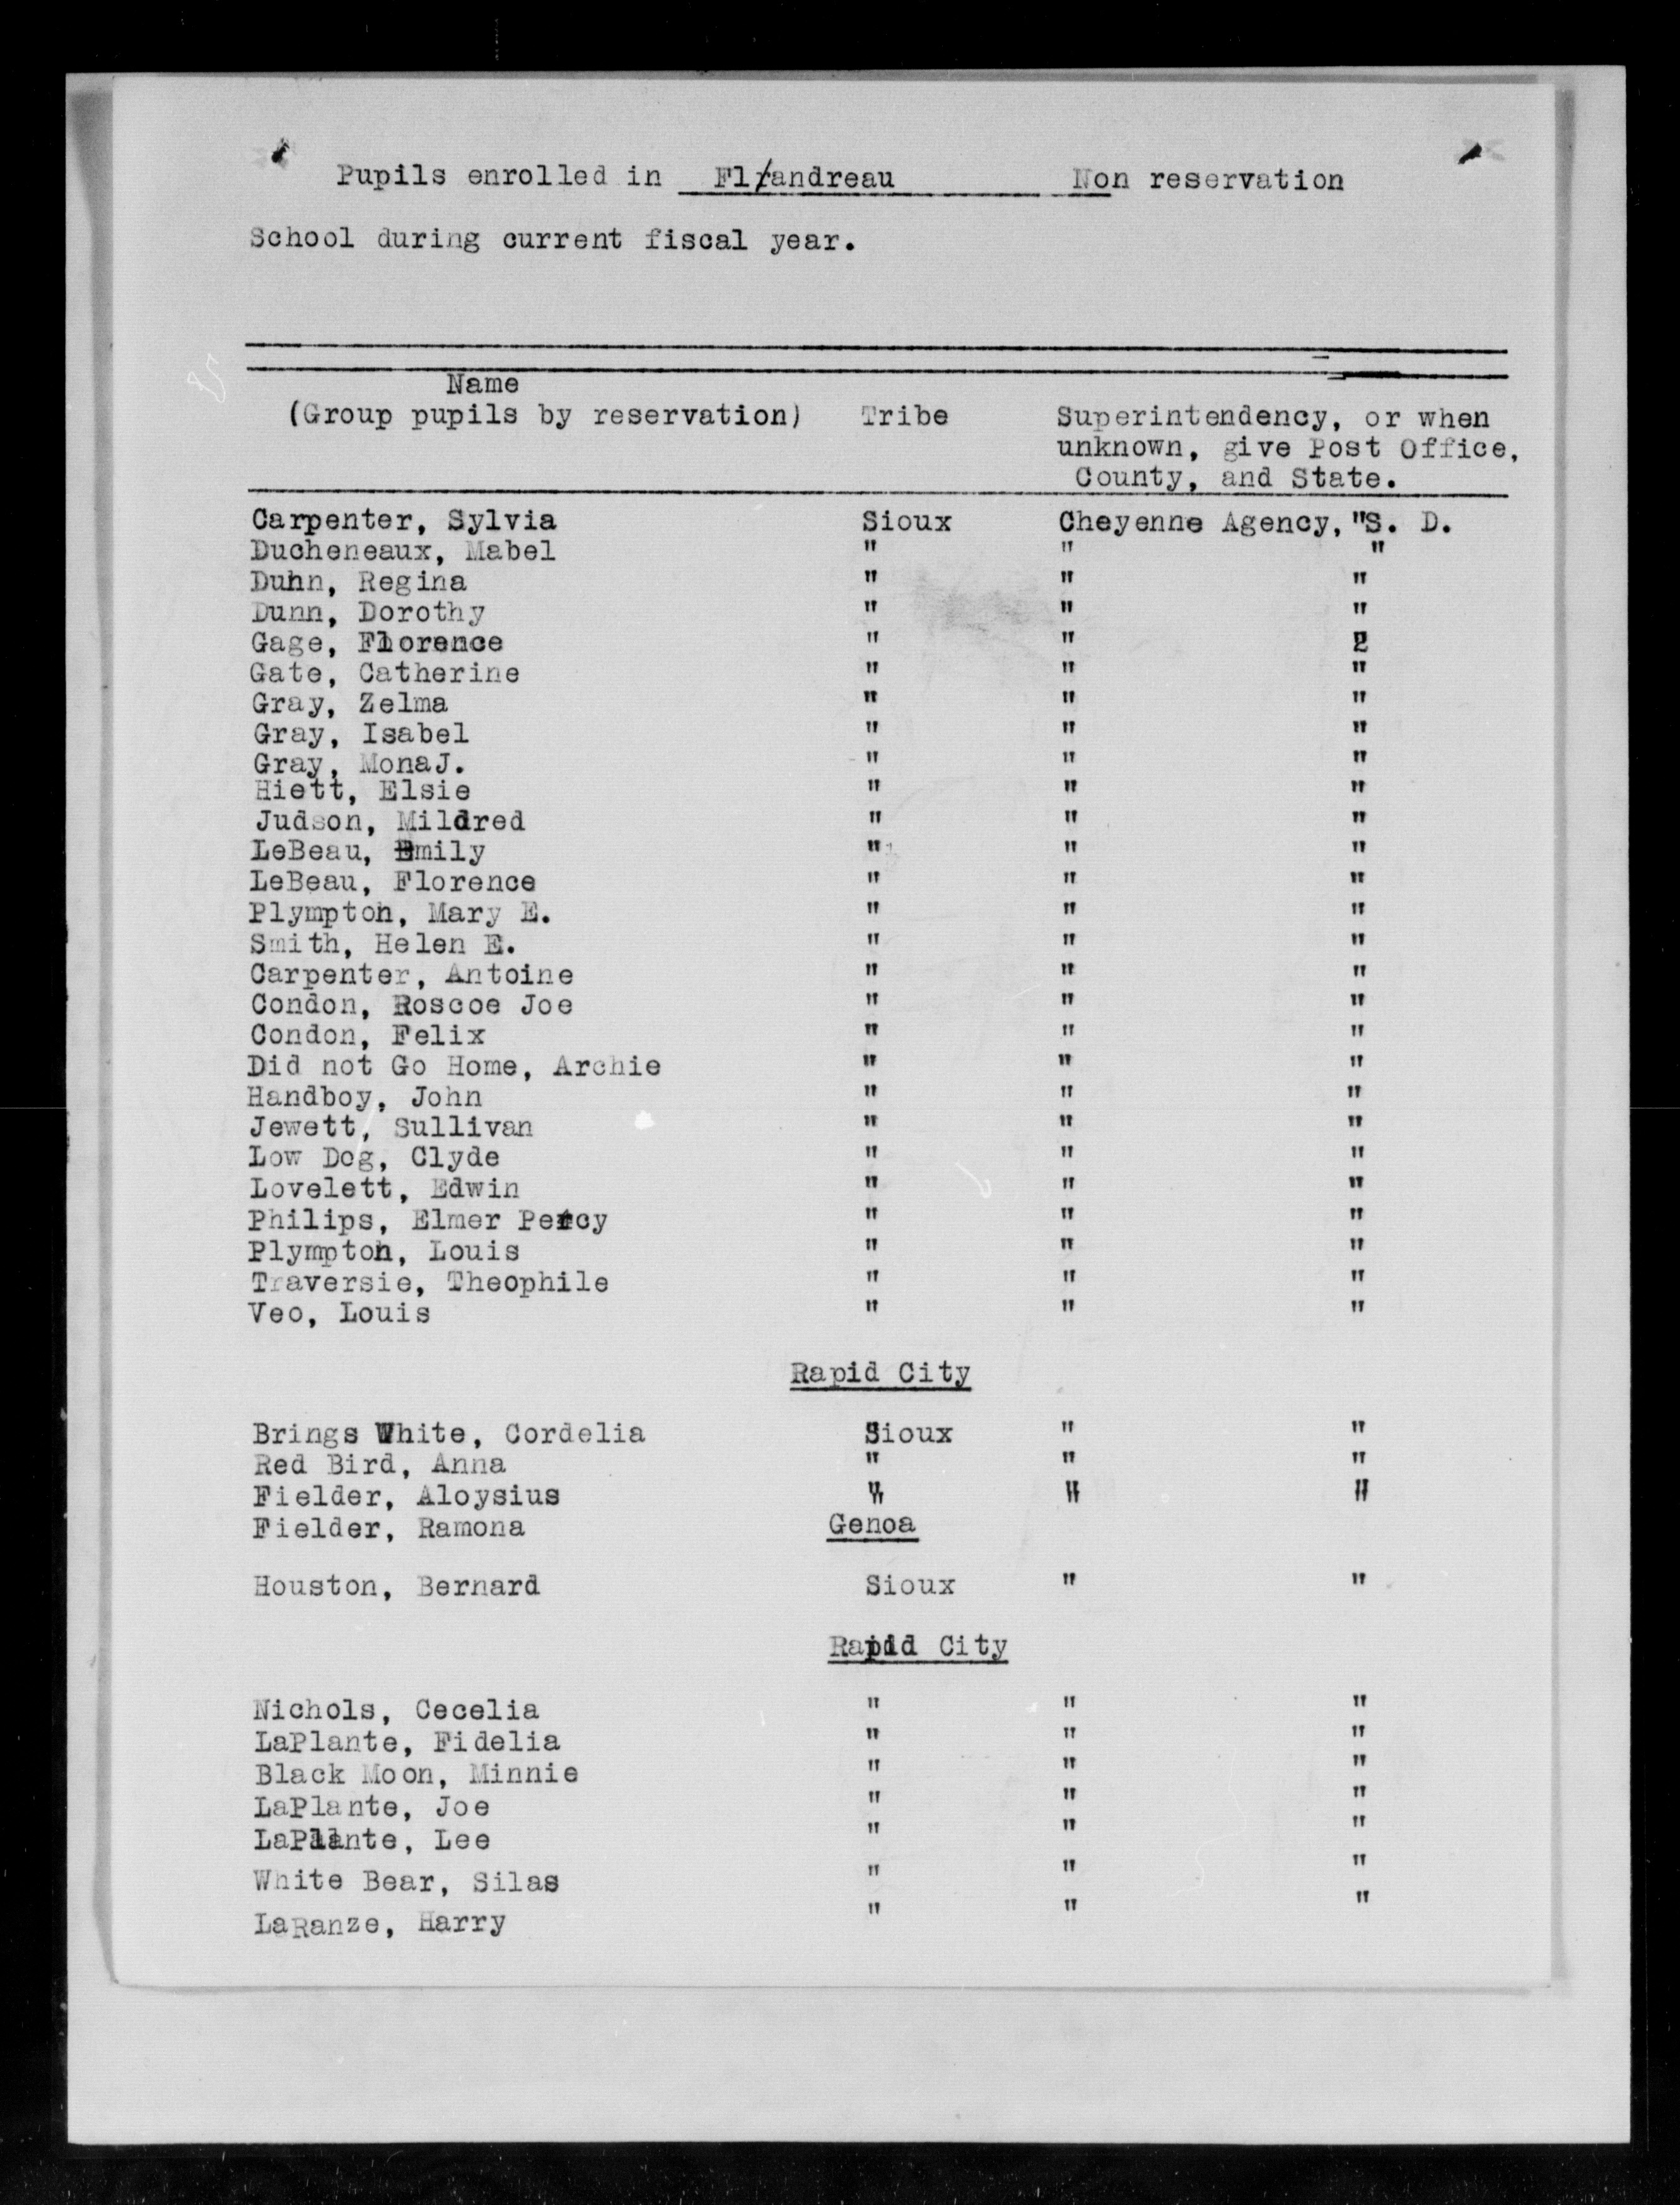 Pupils enrolled in Flrandreau Non reservation
School during current fiscal year.
Name
(Group pupils by reservation) Tribe Superintendency, or when
unknown, give Post Office,
County, and State.
Carpenter, Sylvia Sioux Cheyenne Agency, "S. D.
Ducheneaux, Mabel " " "
Duhn, Regina " " "
Dunn, Dorothy " " "
Gage, Florence " " 2
Gate, Catherine " " "
Gray, Zelma " " "
Gray, Isabel " " "
Gray, MonaJ. " " "
Hiett, Elsie " " "
Judson, Mildred " " "
LeBeau, Emily " " "
LeBeau, Florence " " "
Plympton, Mary E. " " "
Smith, Helen E. " " "
Carpenter, Antoine " " "
Condon, Roscoe Joe " " "
Condon, Felix " " "
Did not Go Home, Archie " " "
Handboy, John " " "
Jewett, Sullivan " " "
Low Dog, Clyde " " "
Lovelett, Edwin " " "
Philips, Elmer Percy " " "
Plympton, Louis " " "
Traversie, Theophile " " "
Veo, Louis " " "
Rapid City
Brings White, Cordelia Sioux " "
Red Bird, Anna " " "
Fielder, Aloysius " " "
Fielder, Ramona Genoa
Houston, Bernard Sioux " "
Rapid City
Nichols, Cecelia " " "
LaPlante, Fidelia " " "
Black Moon, Minnie " " "
LaPlante, Joe " " "
LaPlante, Lee " " "
White Bear, Silas " " "
LaRanze, Harry " " "